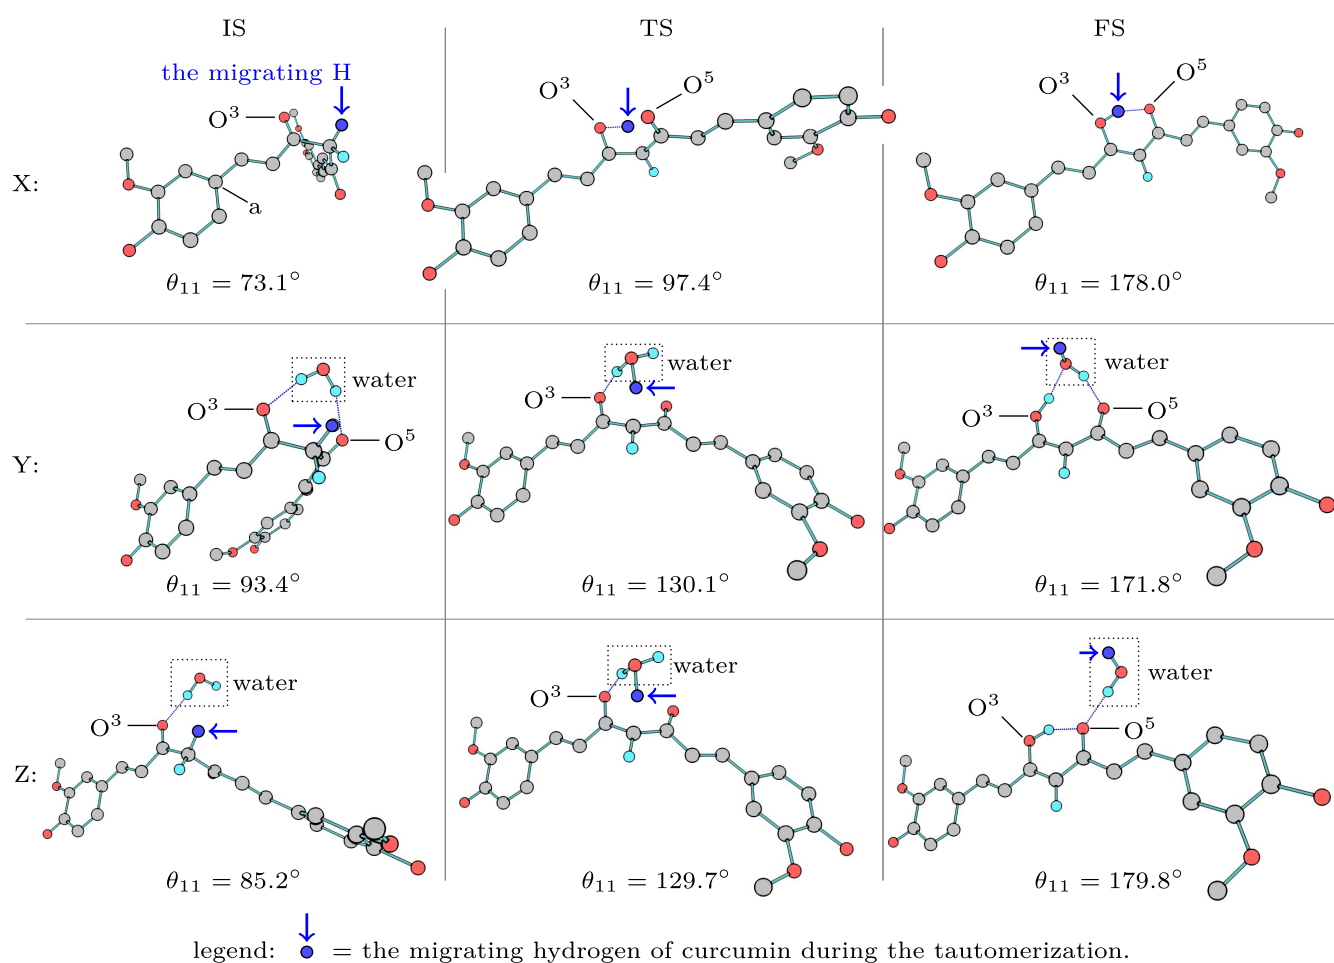 IS TS FS
the migrating H
O³ O³ O⁵ O³ O⁵
X:
a
θ₁₁ = 73.1° θ₁₁ = 97.4° θ₁₁ = 178.0°
water water water
O³ O⁵ O³ O³ O⁵
Y:
θ₁₁ = 93.4° θ₁₁ = 130.1° θ₁₁ = 171.8°
water water water
O³ O³ O³ O⁵
Z:
θ₁₁ = 85.2° θ₁₁ = 129.7° θ₁₁ = 179.8°
legend: = the migrating hydrogen of curcumin during the tautomerization.